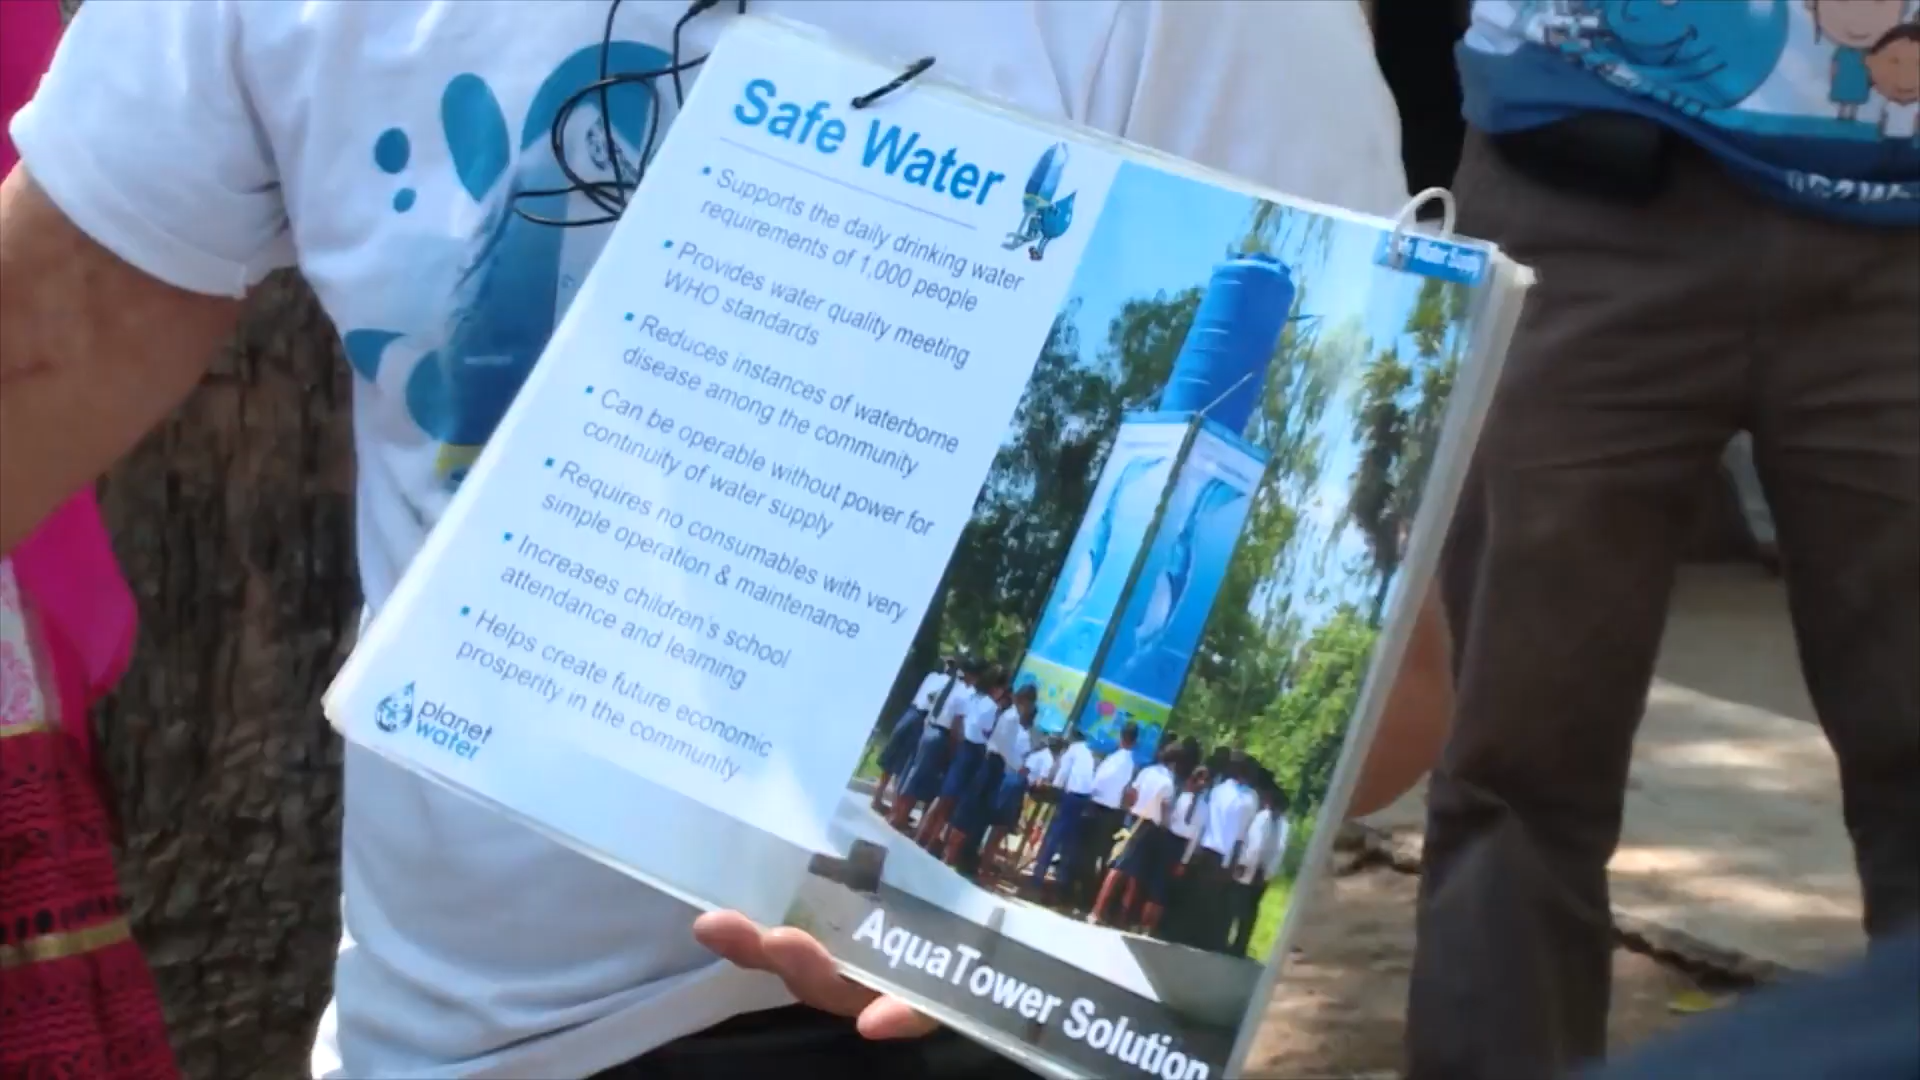 Safe Water
• Supports the daily drinking water
requirements of 1,000 people
• Provides water quality meeting
WHO standards
• Reduces instances of waterborne
disease among the community
• Can be operable without power for
continuity of water supply
• Requires no consumables with very
simple operation & maintenance
• Increases children's school
attendance and learning
• Helps create future economic
prosperity in the community
planet
water
Water Supply
AquaTower Solution